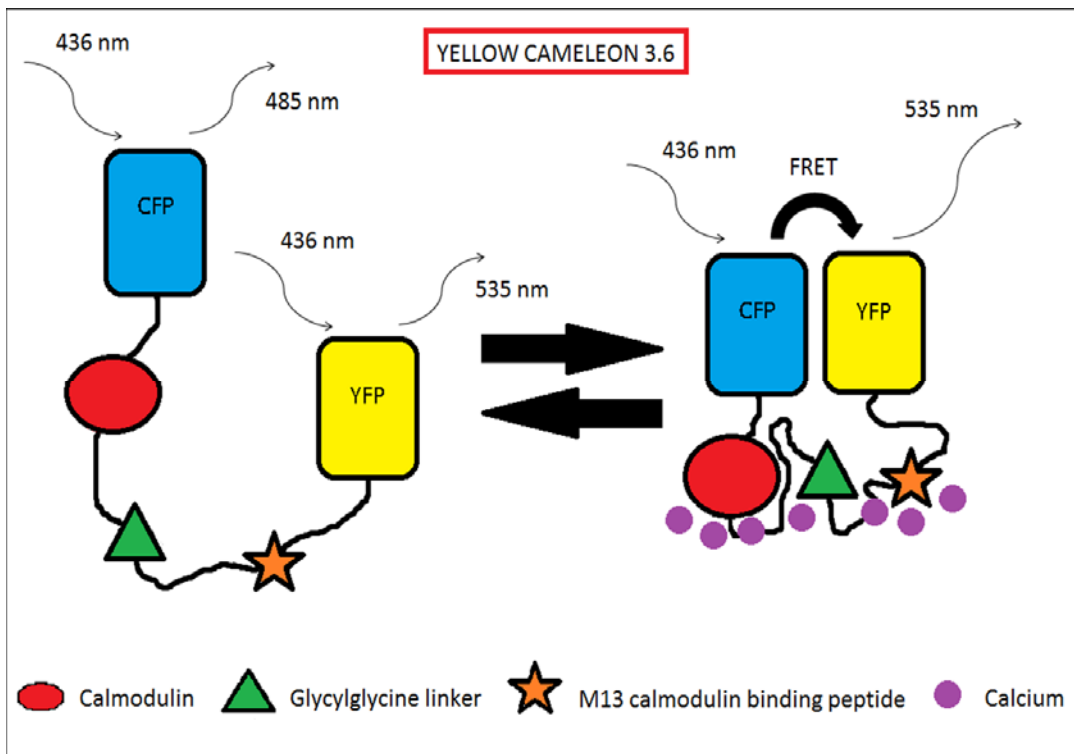 YELLOW CAMELEON 3.6
436 nm
485 nm
CFP
436 nm
535 nm
YFP
436 nm
FRET
535 nm
CFP
YFP
Calmodulin
Glycylglycine linker
M13 calmodulin binding peptide
Calcium